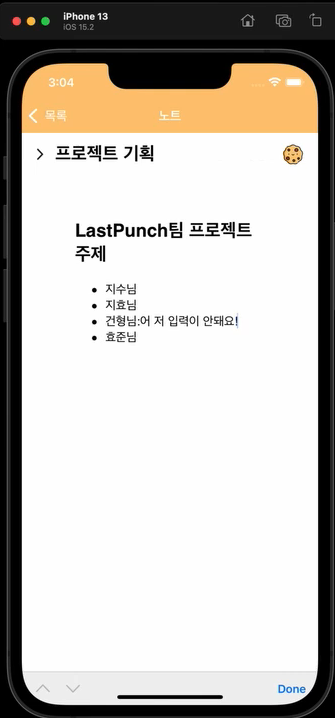 iPhone 13
iOS 15.2
3:04
목록
노트
프로젝트 기획
LastPunch팀 프로젝트
주제
• 지수님
• 지효님
• 건형님:어 저 입력이 안돼요!
• 효준님
Done